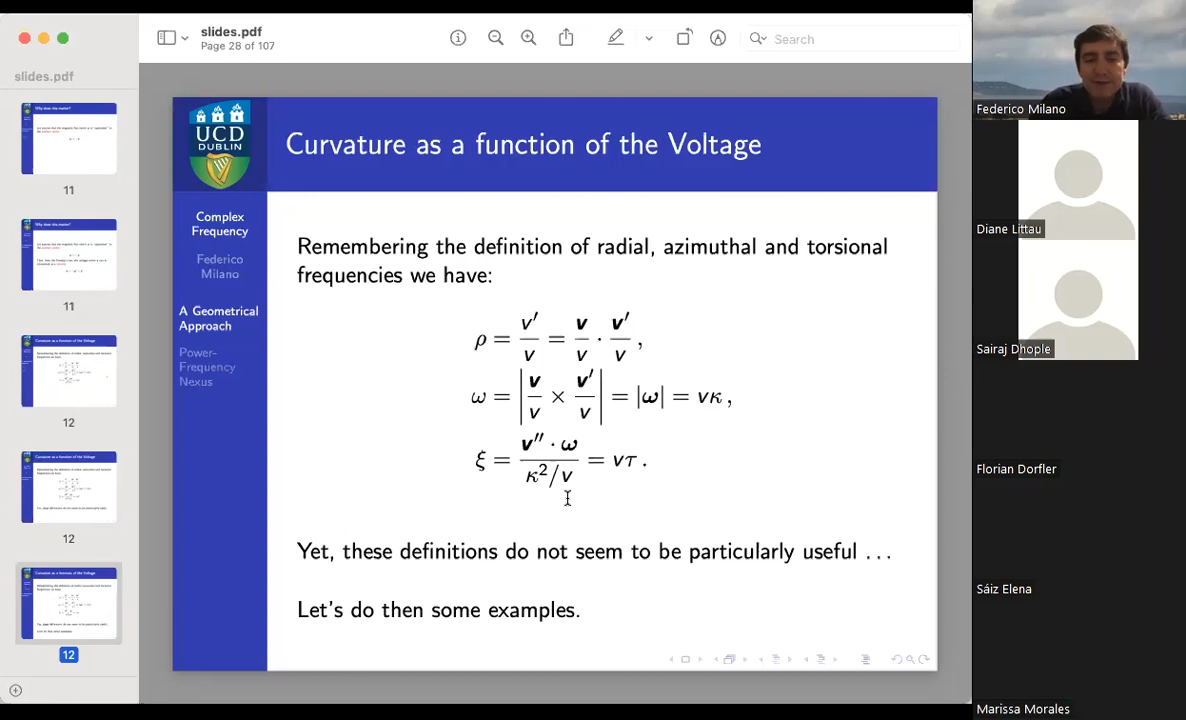 slides.pdf
Page 28 of 107
Search
slides.pdf
11
11
12
12
12
UCD
DUBLIN
Curvature as a function of the Voltage
Complex
Frequency
Federico
Milano
A Geometrical
Approach
Power-
Frequency
Nexus
Remembering the definition of radial, azimuthal and torsional
frequencies we have:
ρ = v′/v = v/v · v′/v ,
ω = |v/v × v′/v| = |ω| = vκ ,
ξ = v″ · ω / κ²/v = vτ .
Yet, these definitions do not seem to be particularly useful ...
Let's do then some examples.
Federico Milano
Diane Littau
Sairaj Dhople
Florian Dorfler
Sáiz Elena
Marissa Morales